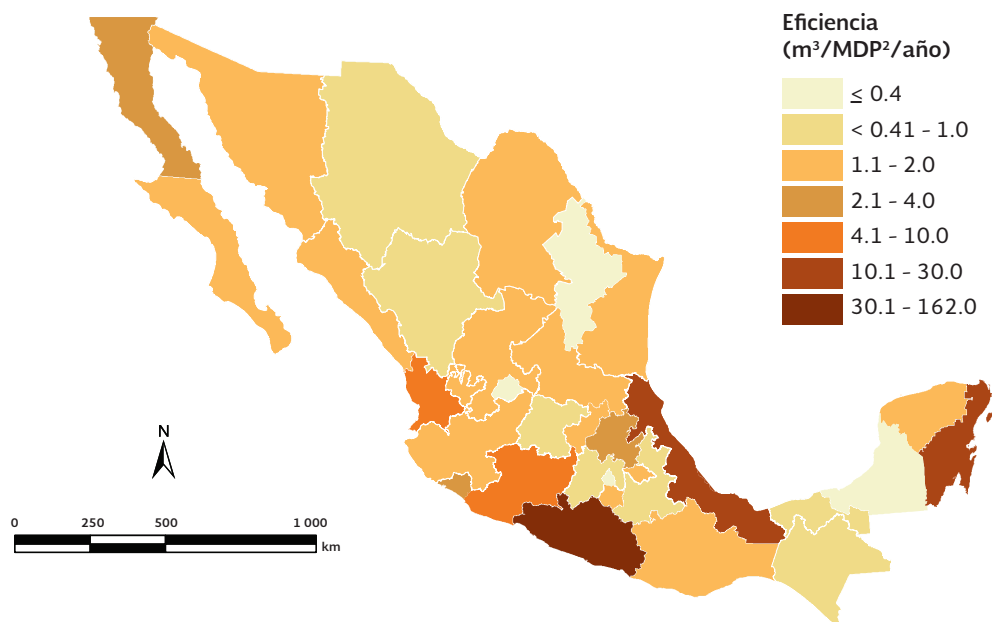 Eficiencia
(m³/MDP²/año)
≤ 0.4
< 0.41 - 1.0
1.1 - 2.0
2.1 - 4.0
4.1 - 10.0
10.1 - 30.0
30.1 - 162.0
N
0 250 500 1 000
km